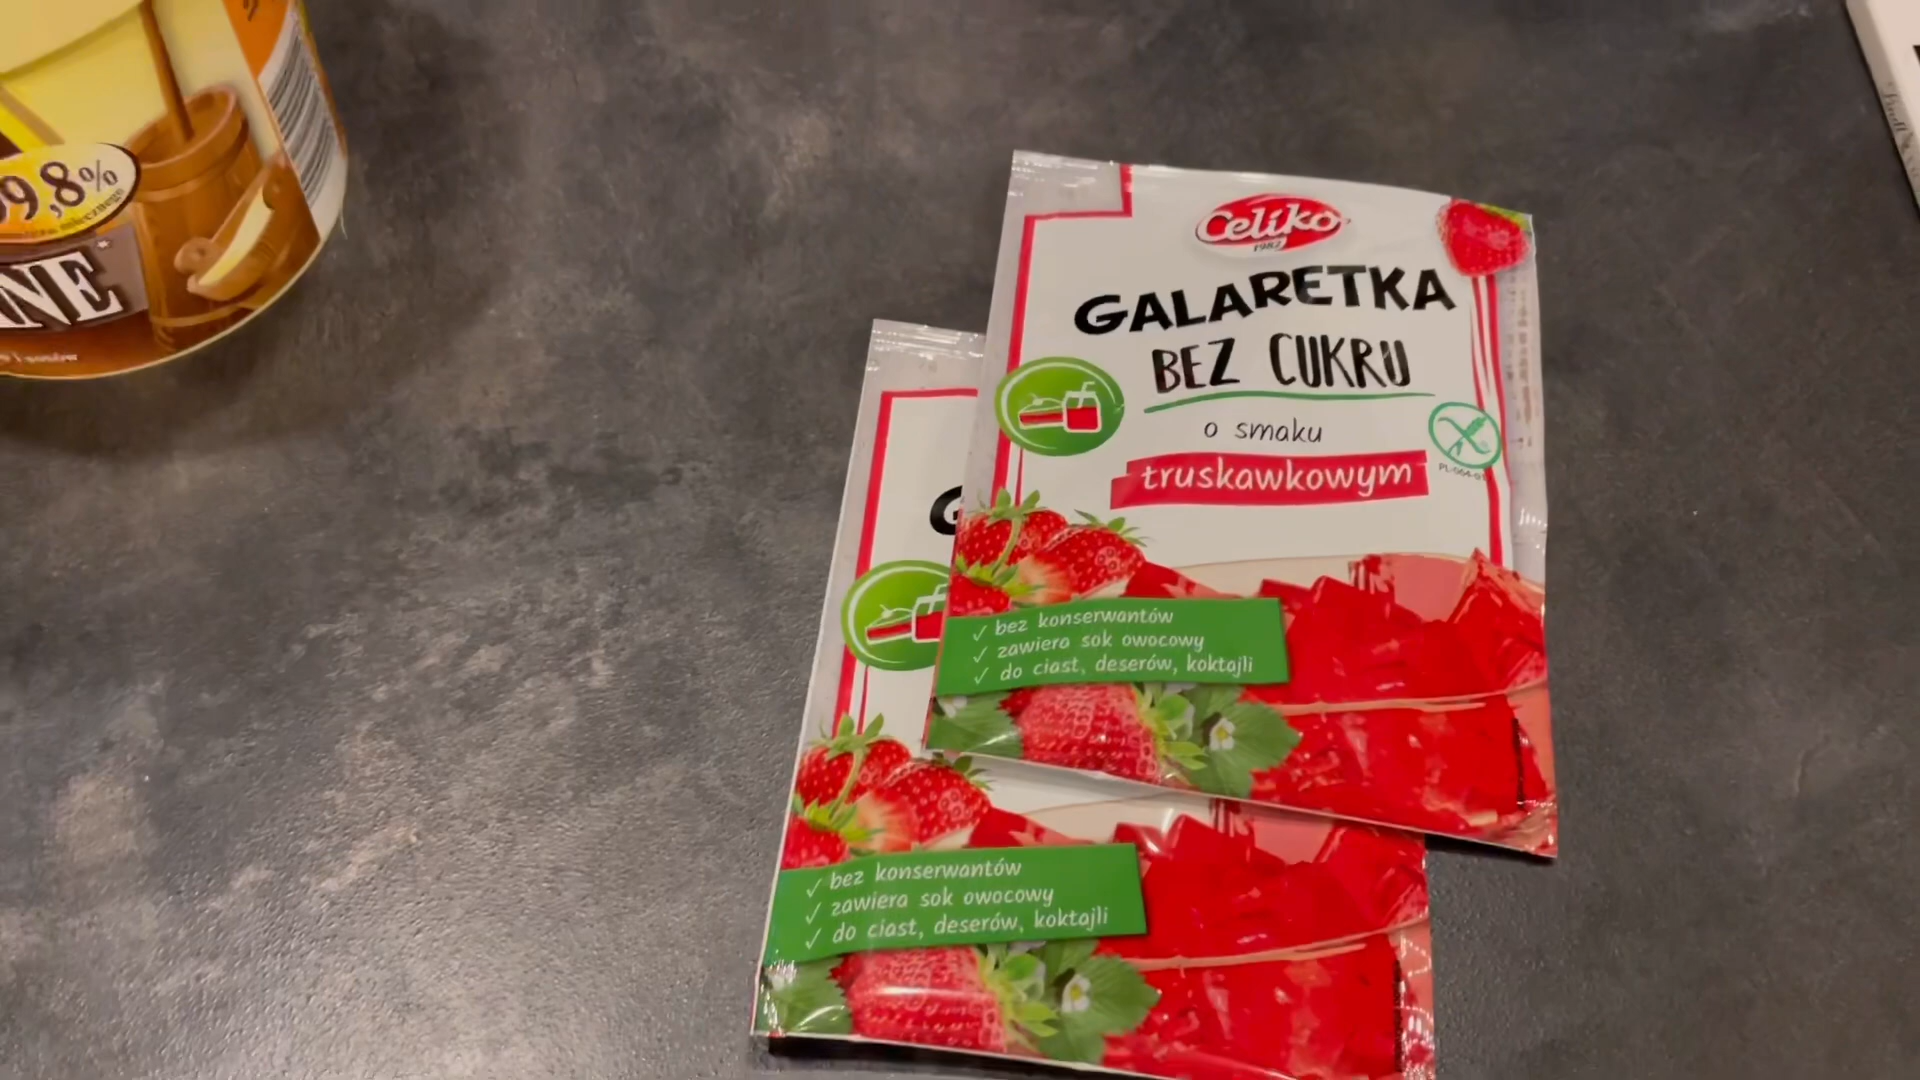 9,8%
NE*
Celiko
1982
GALARETKA
BEZ CUKRU
o smaku
truskawkowym
✓ bez konserwantów
✓ zawiera sok owocowy
✓ do ciast, deserów, koktajli
G
✓ bez konserwantów
✓ zawiera sok owocowy
✓ do ciast, deserów, koktajli